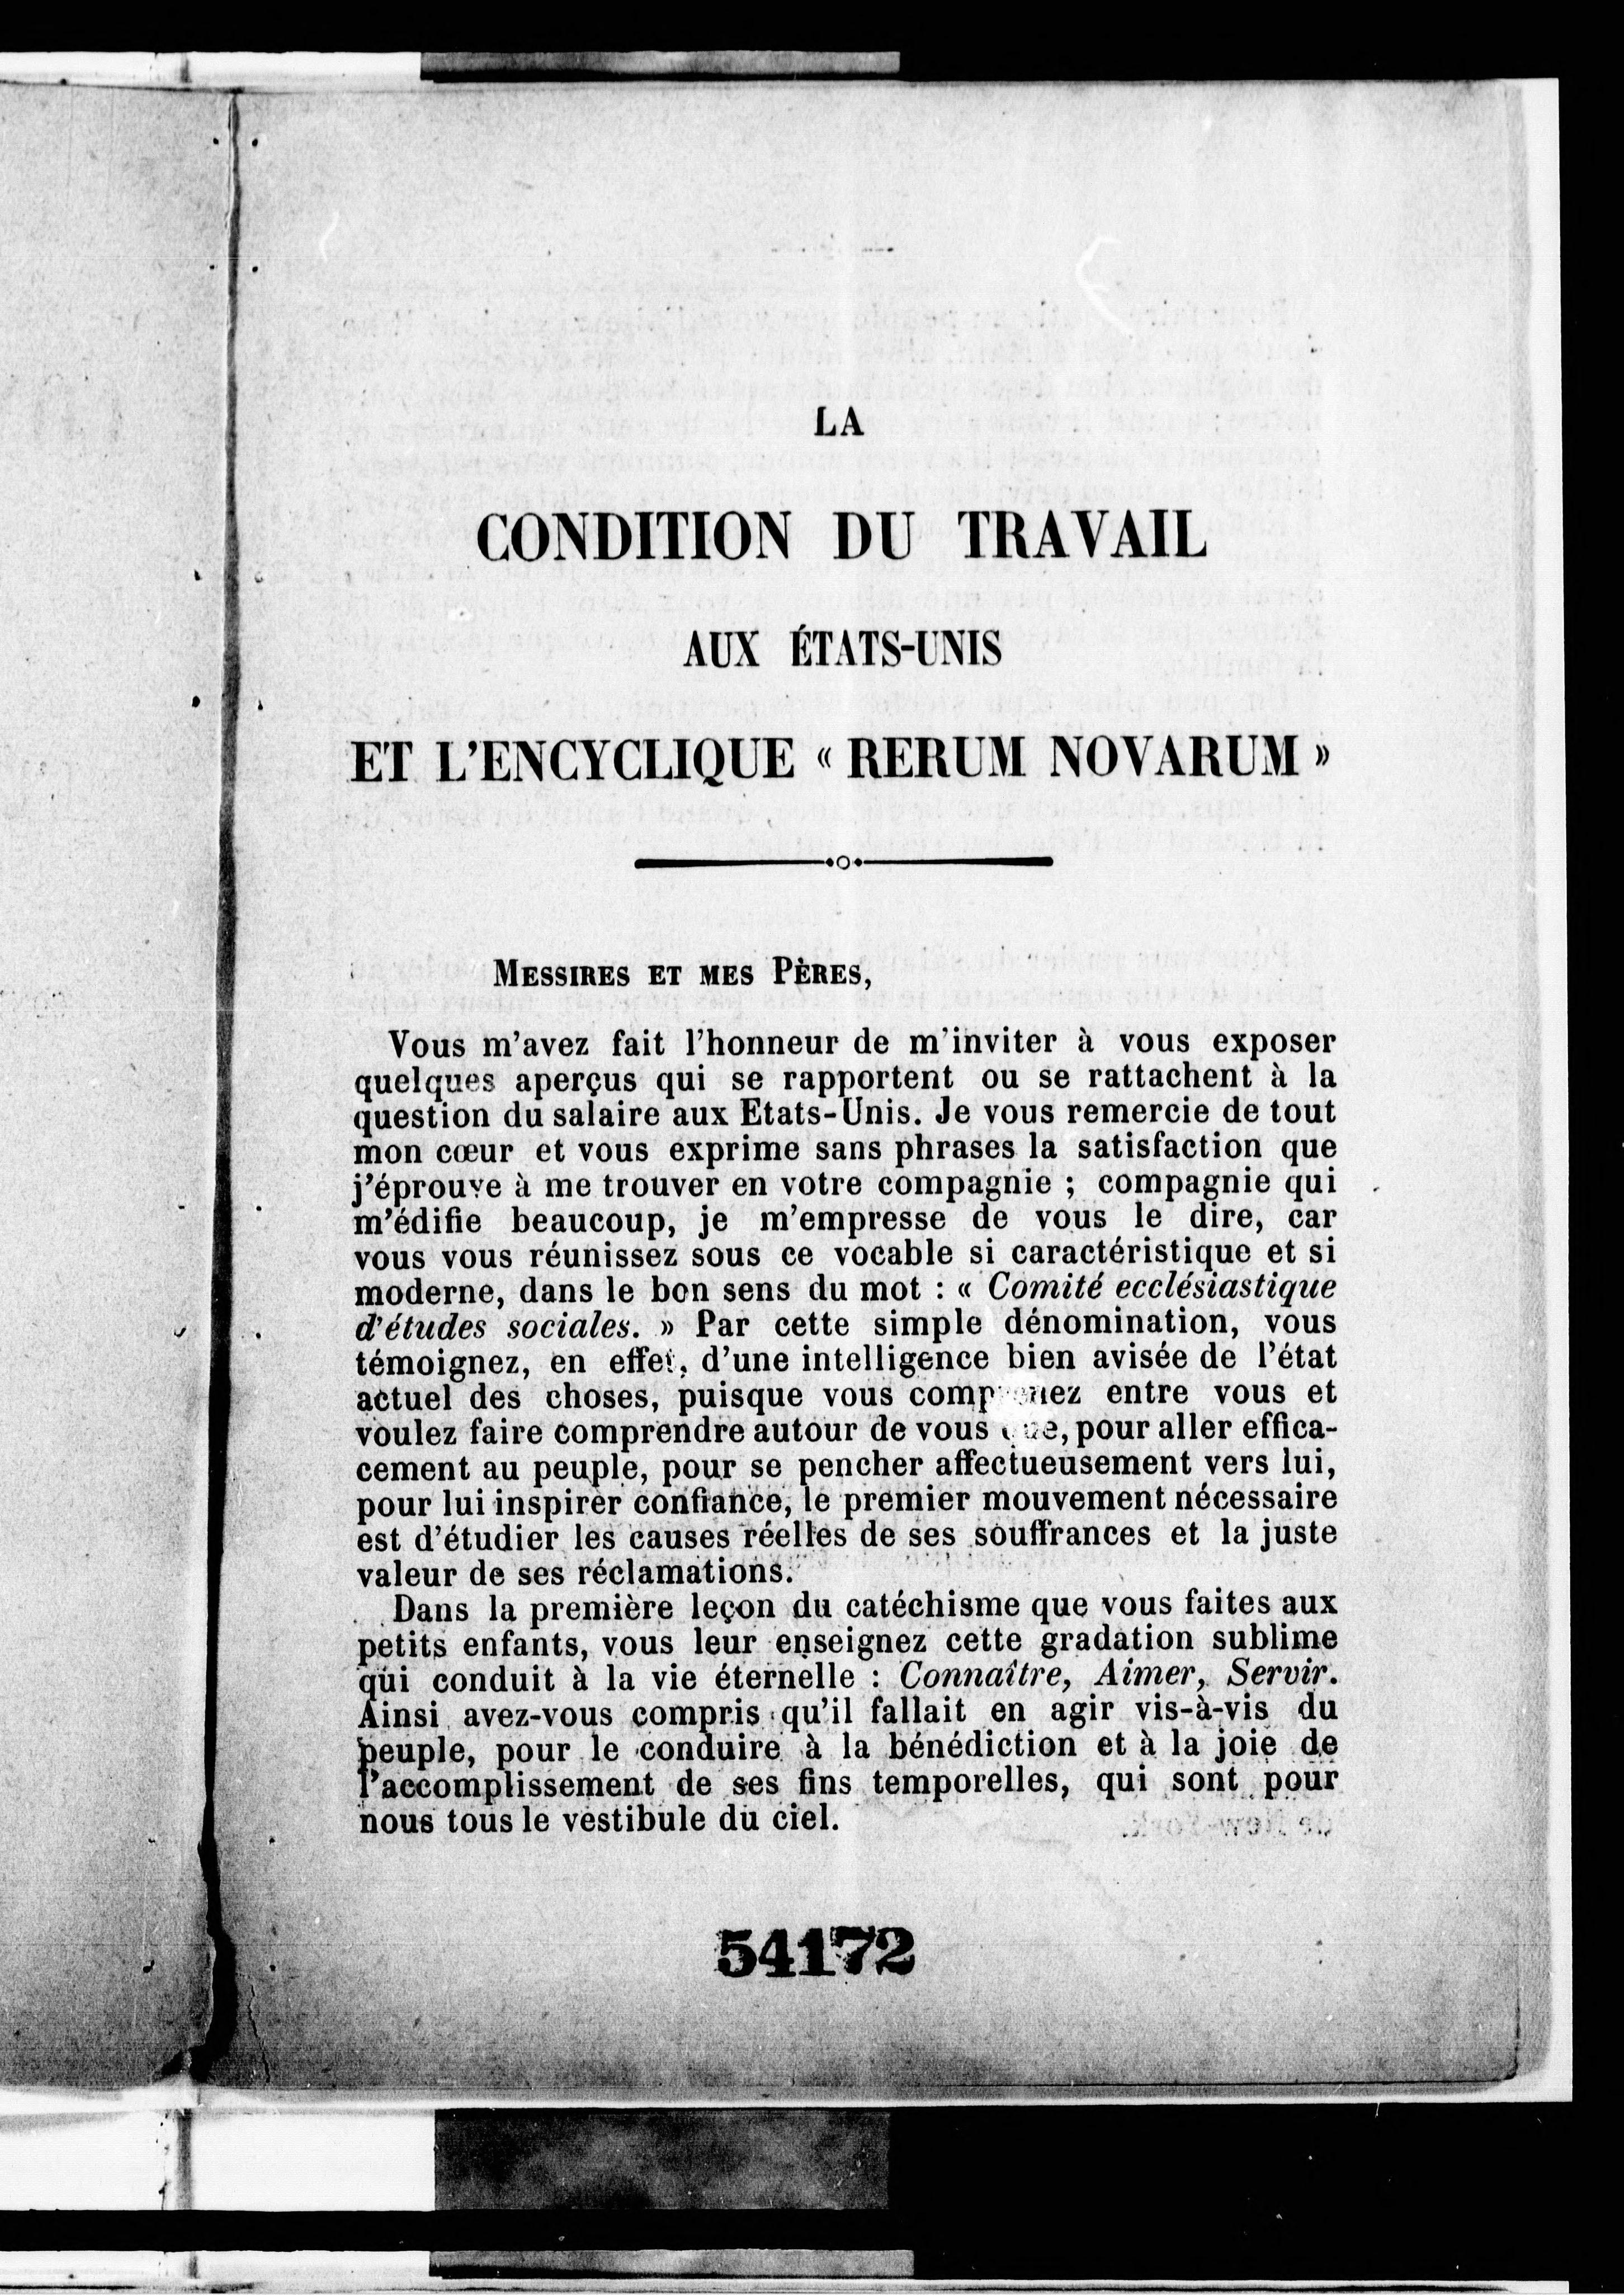 LA
CONDITION DU TRAVAIL
AUX ÉTATS-UNIS
ET L'ENCYCLIQUE « RERUM NOVARUM »
MESSIRES ET MES PÈRES,
Vous m'avez fait l'honneur de m'inviter à vous exposer
quelques aperçus qui se rapportent ou se rattachent à la
question du salaire aux Etats-Unis. Je vous remercie de tout
mon cœur et vous exprime sans phrases la satisfaction que
j'éprouve à me trouver en votre compagnie ; compagnie qui
m'édifie beaucoup, je m'empresse de vous le dire, car
vous vous réunissez sous ce vocable si caractéristique et si
moderne, dans le bon sens du mot : « Comité ecclésiastique
d'études sociales. » Par cette simple dénomination, vous
témoignez, en effet, d'une intelligence bien avisée de l'état
actuel des choses, puisque vous comprenez entre vous et
voulez faire comprendre autour de vous que, pour aller effica-
cement au peuple, pour se pencher affectueusement vers lui,
pour lui inspirer confiance, le premier mouvement nécessaire
est d'étudier les causes réelles de ses souffrances et la juste
valeur de ses réclamations.
Dans la première leçon du catéchisme que vous faites aux
petits enfants, vous leur enseignez cette gradation sublime
qui conduit à la vie éternelle : Connaître, Aimer, Servir.
Ainsi avez-vous compris qu'il fallait en agir vis-à-vis du
peuple, pour le conduire à la bénédiction et à la joie de
l'accomplissement de ses fins temporelles, qui sont pour
nous tous le vestibule du ciel.
54172